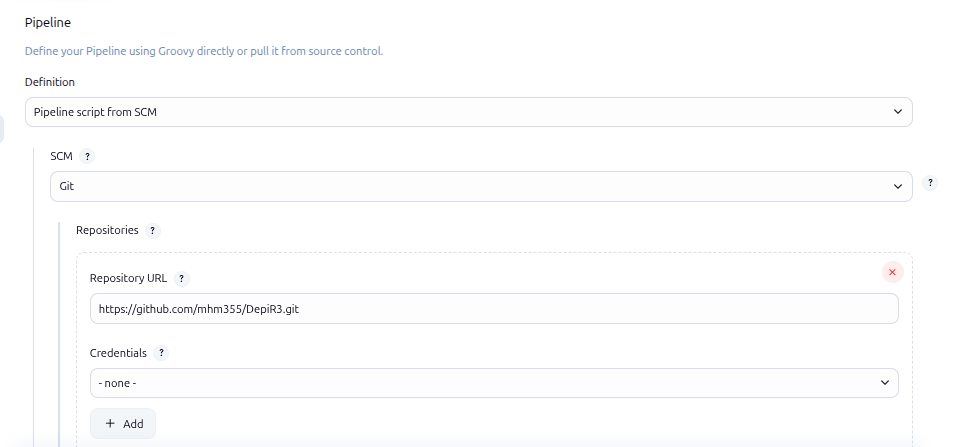 Pipeline
Define your Pipeline using Groovy directly or pull it from source control.
Definition
Pipeline script from SCM
SCM ?
Git
?
Repositories ?
Repository URL ?
https://github.com/mhm355/DepiR3.git
Credentials ?
- none -
+ Add